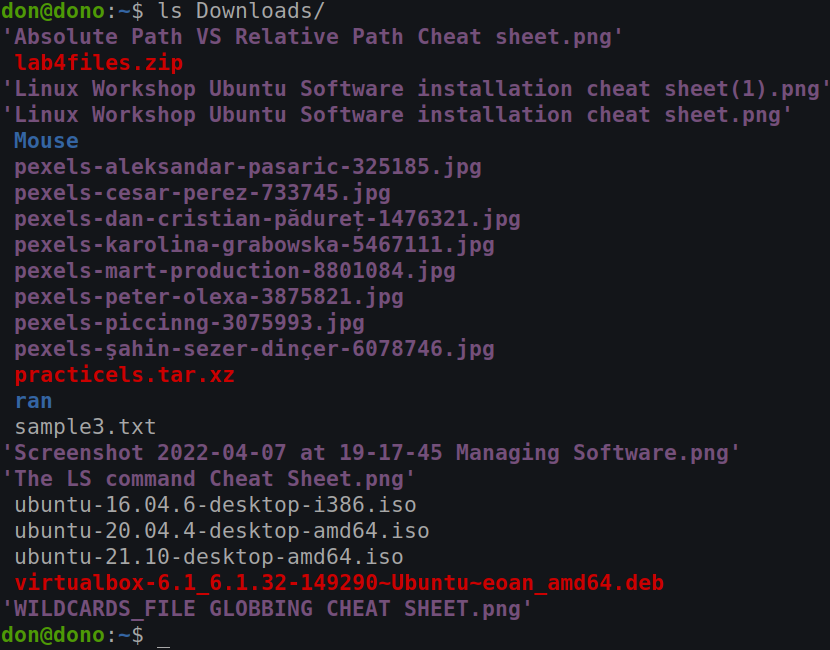 don@dono:~$ ls Downloads/
'Absolute Path VS Relative Path Cheat sheet.png'
lab4files.zip
'Linux Workshop Ubuntu Software installation cheat sheet(1).png'
'Linux Workshop Ubuntu Software installation cheat sheet.png'
Mouse
pexels-aleksandar-pasaric-325185.jpg
pexels-cesar-perez-733745.jpg
pexels-dan-cristian-pădureț-1476321.jpg
pexels-karolina-grabowska-5467111.jpg
pexels-mart-production-8801084.jpg
pexels-peter-olexa-3875821.jpg
pexels-piccinng-3075993.jpg
pexels-şahin-sezer-dinçer-6078746.jpg
practicels.tar.xz
ran
sample3.txt
'Screenshot 2022-04-07 at 19-17-45 Managing Software.png'
'The LS command Cheat Sheet.png'
ubuntu-16.04.6-desktop-i386.iso
ubuntu-20.04.4-desktop-amd64.iso
ubuntu-21.10-desktop-amd64.iso
virtualbox-6.1_6.1.32-149290~Ubuntu~eoan_amd64.deb
'WILDCARDS_FILE GLOBBING CHEAT SHEET.png'
don@dono:~$ _